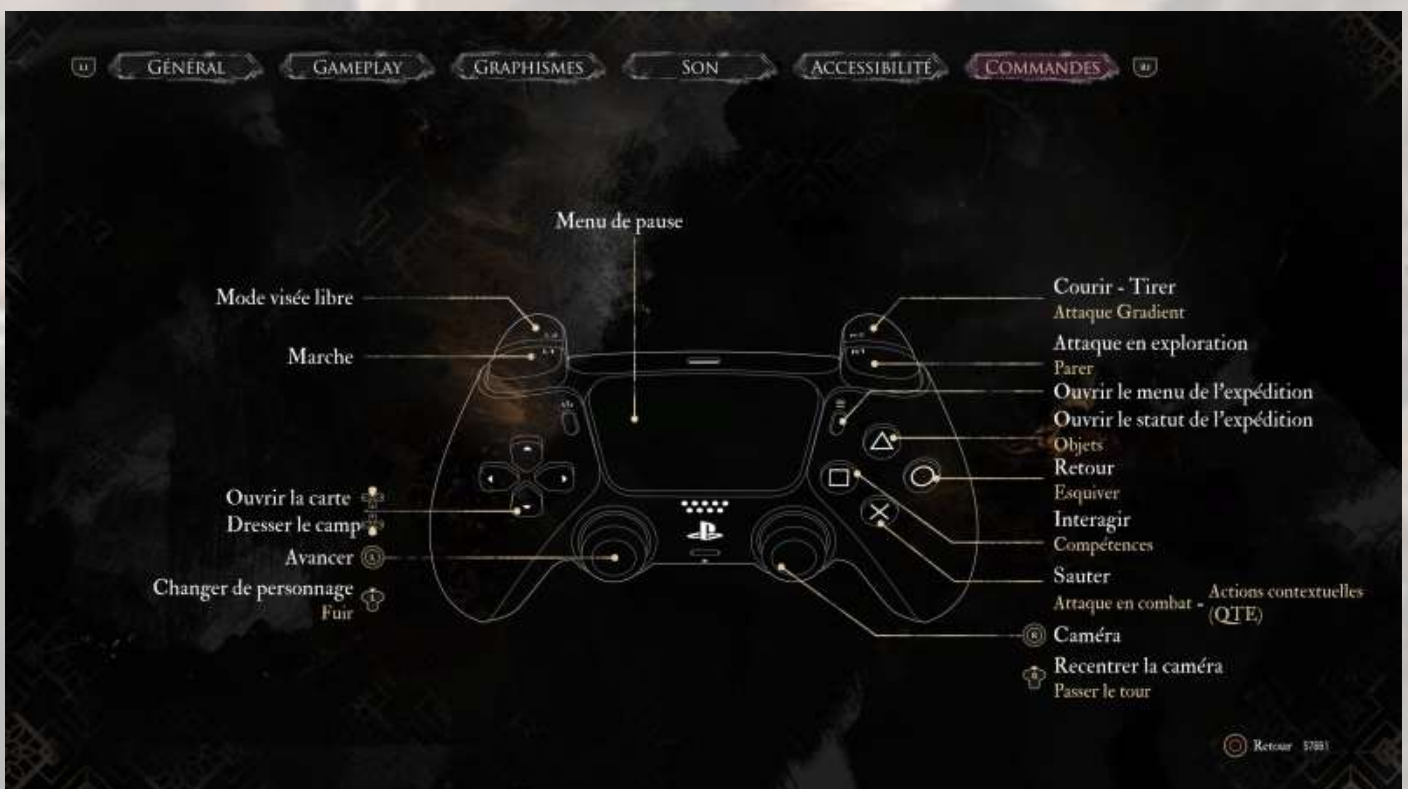 L1 GÉNÉRAL GAMEPLAY GRAPHISMES SON ACCESSIBILITÉ COMMANDES R1
Menu de pause
Mode visée libre
Marche
Ouvrir la carte
Dresser le camp
Avancer
Changer de personnage
Fuir
Courir - Tirer
Attaque Gradient
Attaque en exploration
Parer
Ouvrir le menu de l'expédition
Ouvrir le statut de l'expédition
Objets
Retour
Esquiver
Interagir
Compétences
Sauter
Attaque en combat - Actions contextuelles
(QTE)
Caméra
Recentrer la caméra
Passer le tour
Retour 57661